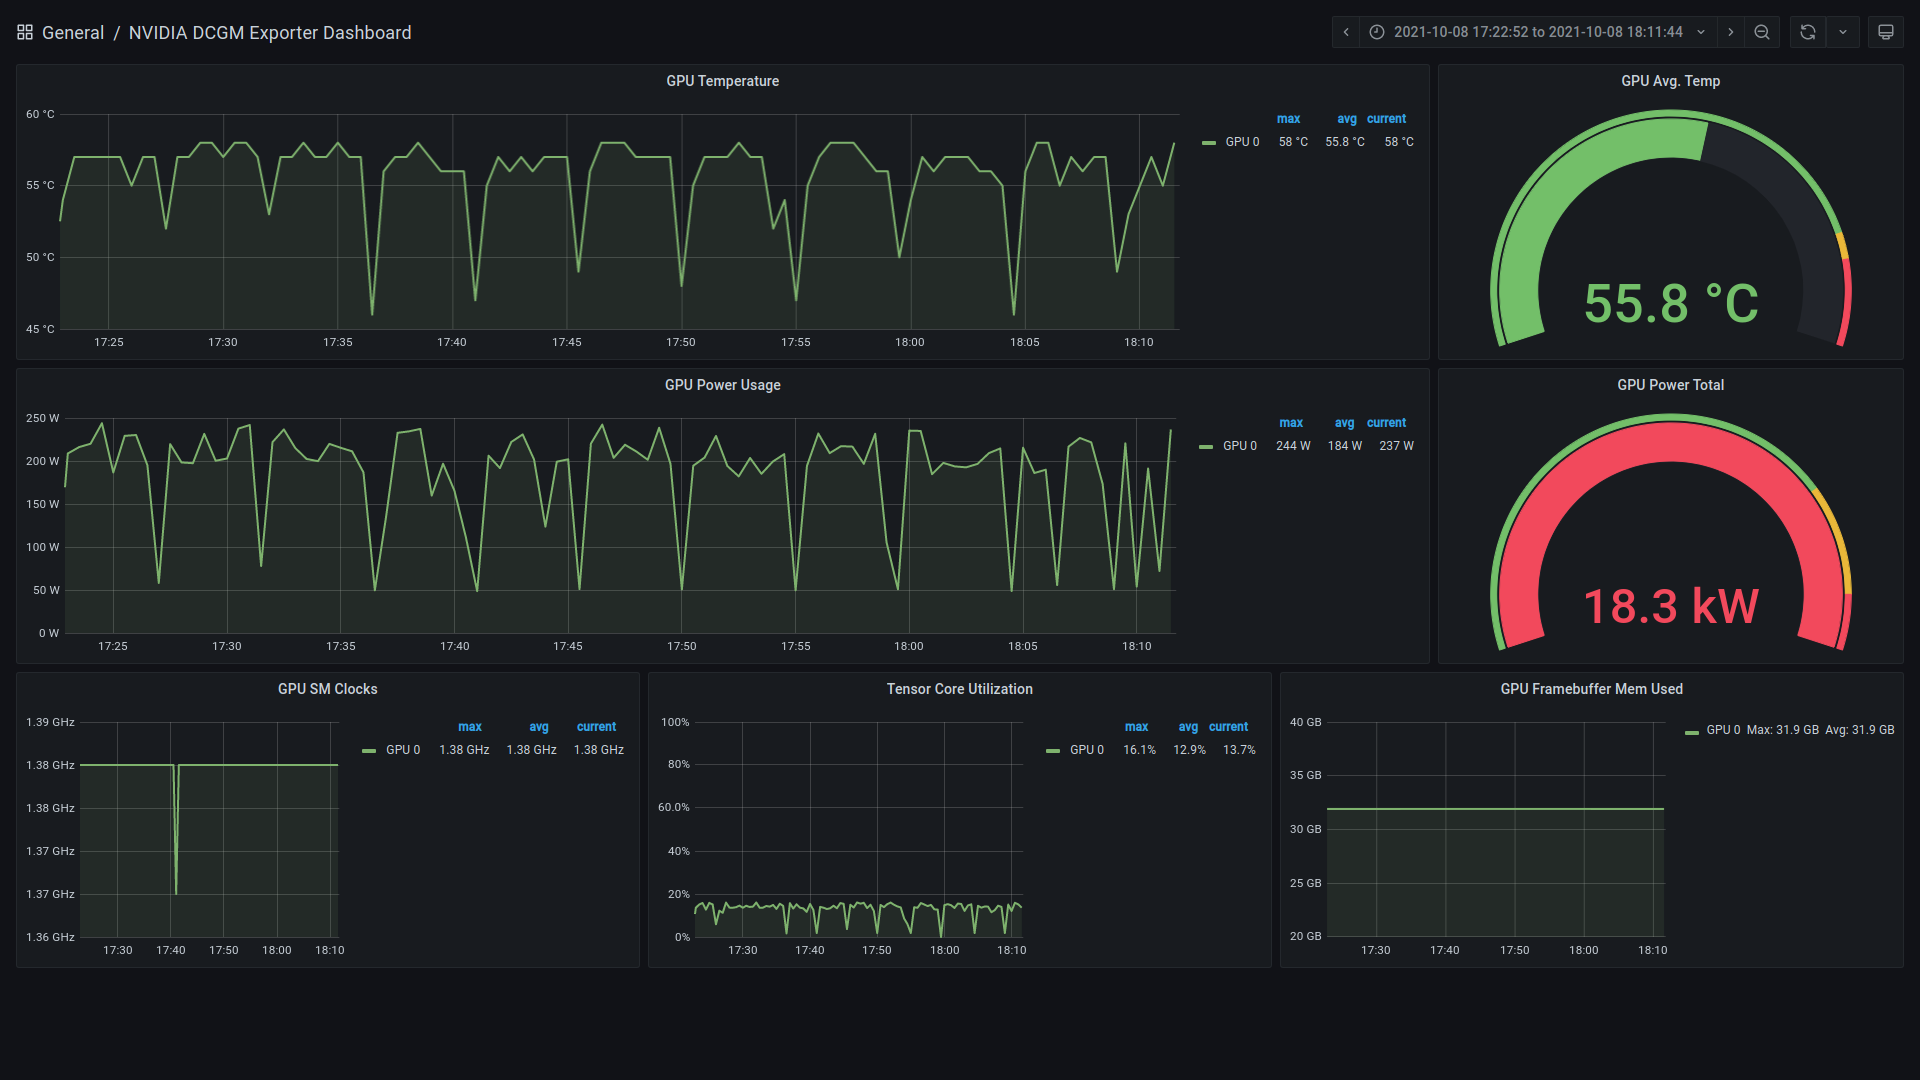 General / NVIDIA DCGM Exporter Dashboard
2021-10-08 17:22:52 to 2021-10-08 18:11:44
GPU Temperature
60 °C
55 °C
50 °C
45 °C
17:25 17:30 17:35 17:40 17:45 17:50 17:55 18:00 18:05 18:10
max avg current
GPU 0 58 °C 55.8 °C 58 °C
GPU Avg. Temp
55.8 °C
GPU Power Usage
250 W
200 W
150 W
100 W
50 W
0 W
17:25 17:30 17:35 17:40 17:45 17:50 17:55 18:00 18:05 18:10
max avg current
GPU 0 244 W 184 W 237 W
GPU Power Total
18.3 kW
GPU SM Clocks
1.39 GHz
1.38 GHz
1.38 GHz
1.37 GHz
1.37 GHz
1.36 GHz
17:30 17:40 17:50 18:00 18:10
max avg current
GPU 0 1.38 GHz 1.38 GHz 1.38 GHz
Tensor Core Utilization
100%
80%
60.0%
40%
20%
0%
17:30 17:40 17:50 18:00 18:10
max avg current
GPU 0 16.1% 12.9% 13.7%
GPU Framebuffer Mem Used
40 GB
35 GB
30 GB
25 GB
20 GB
17:30 17:40 17:50 18:00 18:10
GPU 0 Max: 31.9 GB Avg: 31.9 GB